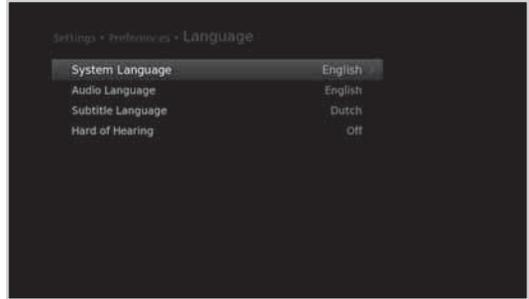 Settings • Preferences • Language
System Language English
Audio Language English
Subtitle Language Dutch
Hard of Hearing Off